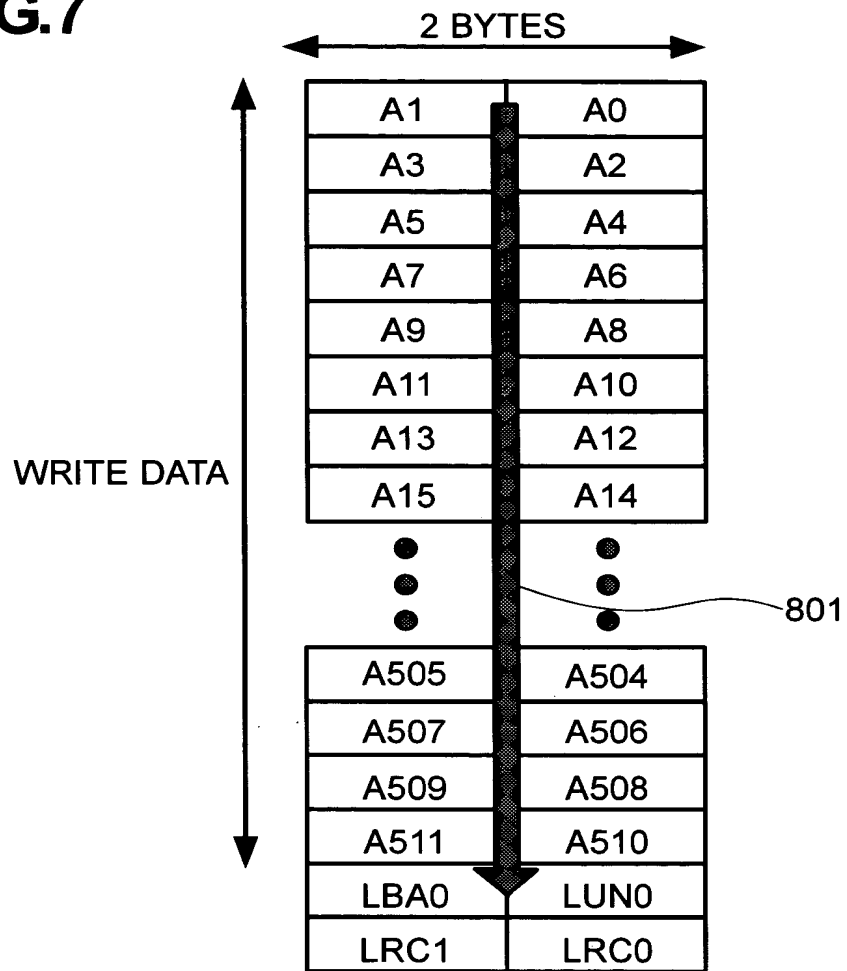 G.7
2 BYTES
A1 A0
A3 A2
A5 A4
A7 A6
A9 A8
A11 A10
A13 A12
WRITE DATA
A15 A14
801
A505 A504
A507 A506
A509 A508
A511 A510
LBA0 LUN0
LRC1 LRC0